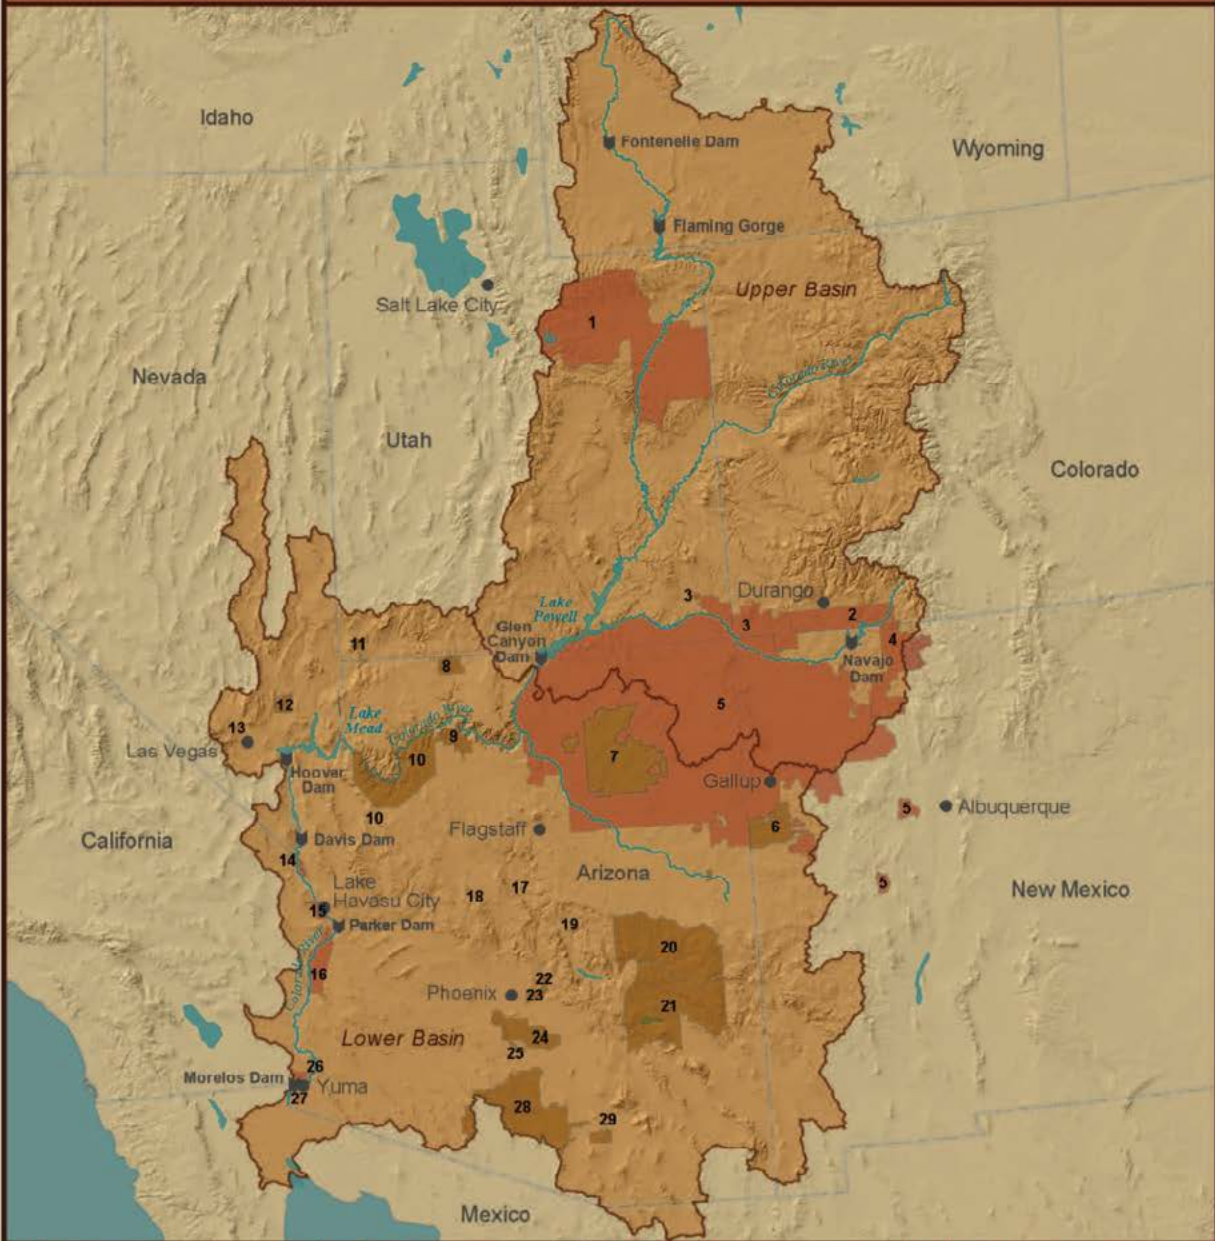 Idaho
Wyoming
Fontenelle Dam
Flaming Gorge
Upper Basin
Salt Lake City
1
Nevada
Colorado River
Utah
Colorado
Durango
3
Lake
Powell
2
3
Glen
Canyon
Dam
4
Navajo
Dam
11
8
5
12
Lake
Mead
Colorado River
13
9
Las Vegas
10
7
Hoover
Dam
Gallup
5
Albuquerque
10
6
Flagstaff
California
Davis Dam
14
Arizona
5
New Mexico
Lake
Havasu City
17
18
15
Parker Dam
19
20
Colorado River
16
22
Phoenix
23
21
Lower Basin
24
25
26
Morelos Dam
Yuma
27
28
29
Mexico